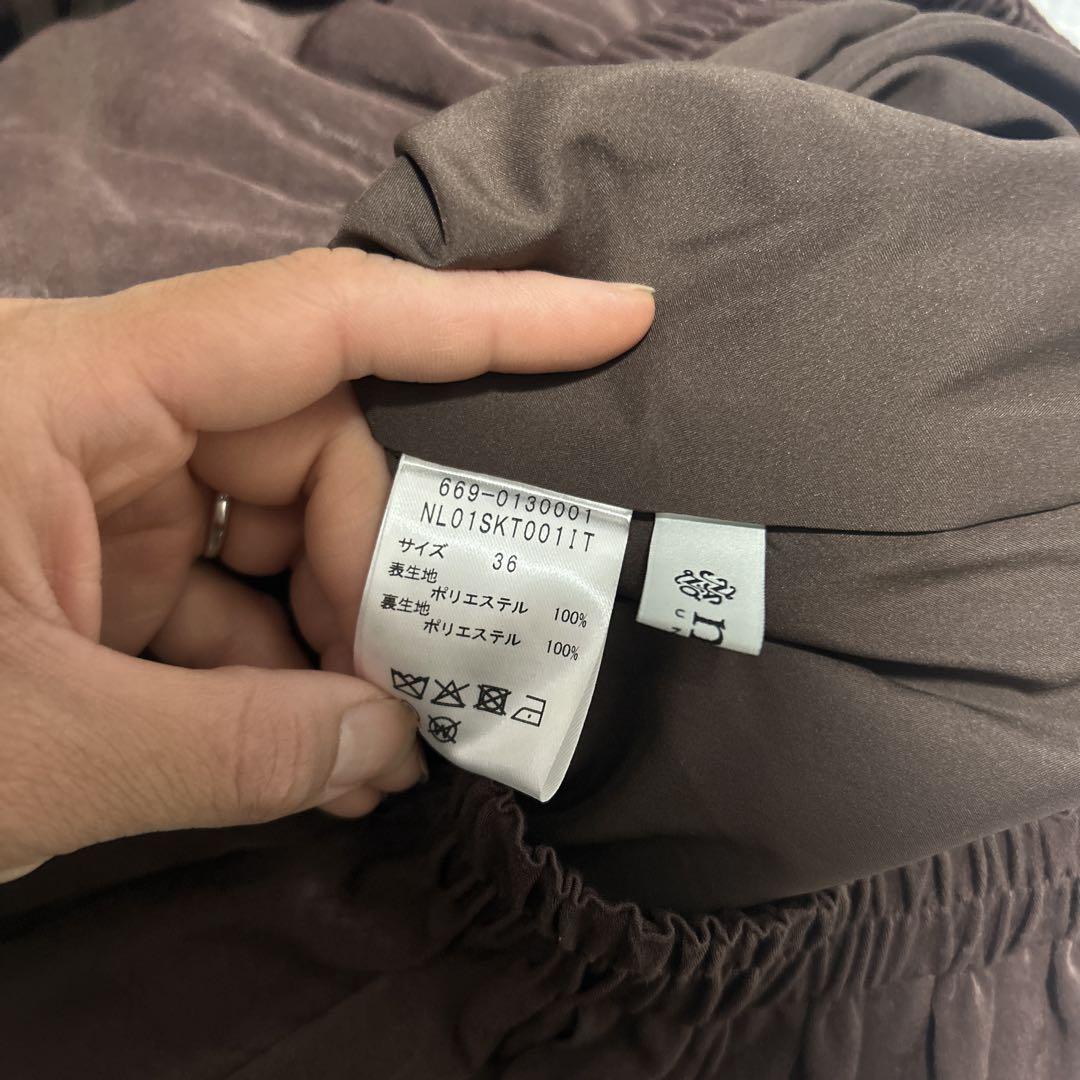 669-0130001
NL01SKT001IT
サイズ 36
表生地
ポリエステル 100%
裏生地
ポリエステル 100%